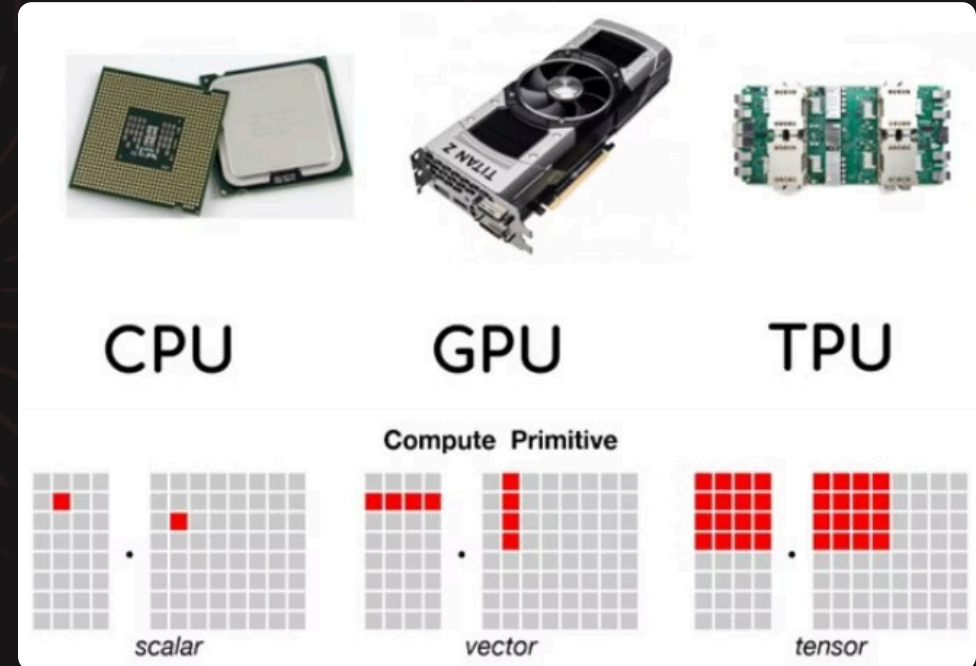 TITAN Z
CPU
GPU
TPU
Compute Primitive
scalar
vector
tensor